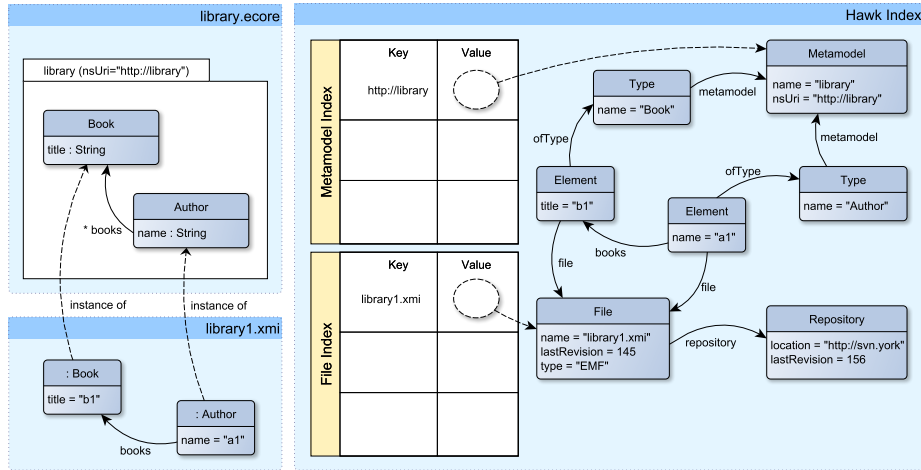 library.ecore
library (nsUri="http://library")
Book
title : String
Author
name : String
* books
instance of
instance of
library1.xmi
: Book
title = "b1"
: Author
name = "a1"
books
Hawk Index
Metamodel Index
Key
Value
http://library
File Index
Key
Value
library1.xmi
Metamodel
name = "library"
nsUri = "http://library"
Type
name = "Book"
metamodel
metamodel
ofType
ofType
Type
name = "Author"
Element
title = "b1"
Element
name = "a1"
books
file
file
File
name = "library1.xmi"
lastRevision = 145
type = "EMF"
repository
Repository
location = "http://svn.york"
lastRevision = 156